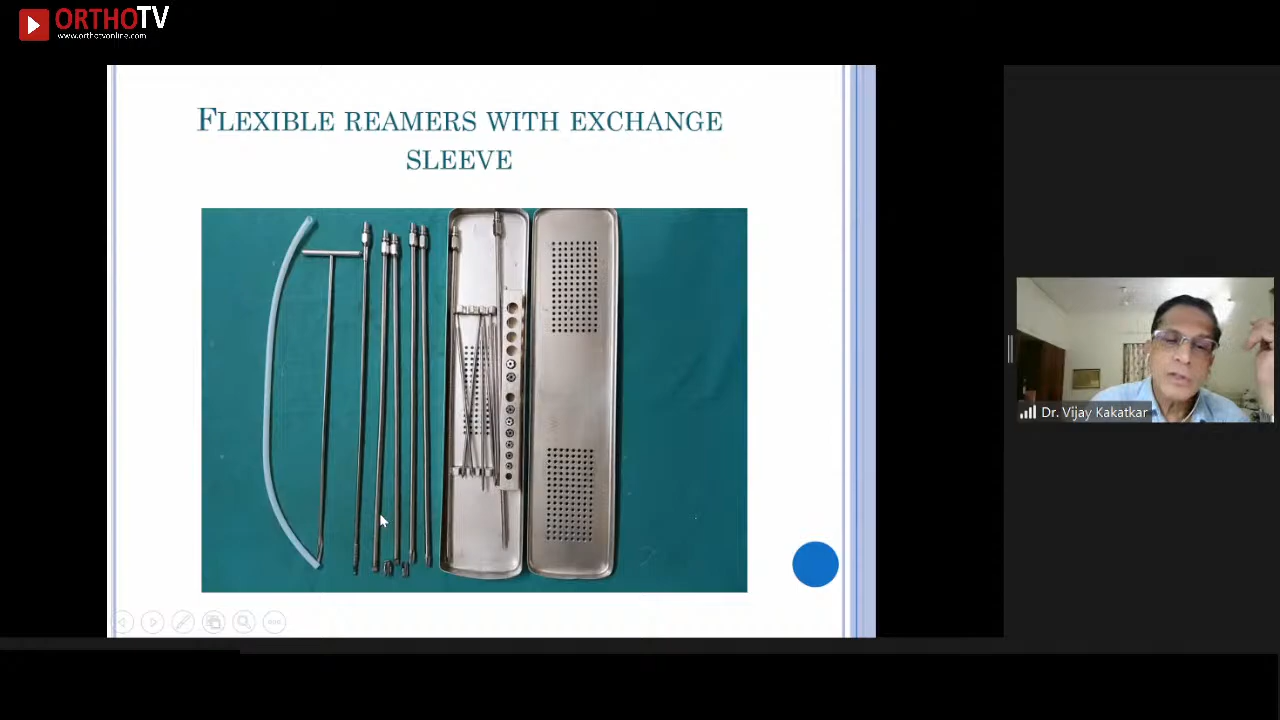 ORTHOTV
www.orthotvonline.com
FLEXIBLE REAMERS WITH EXCHANGE
SLEEVE
Dr. Vijay Kakatkar